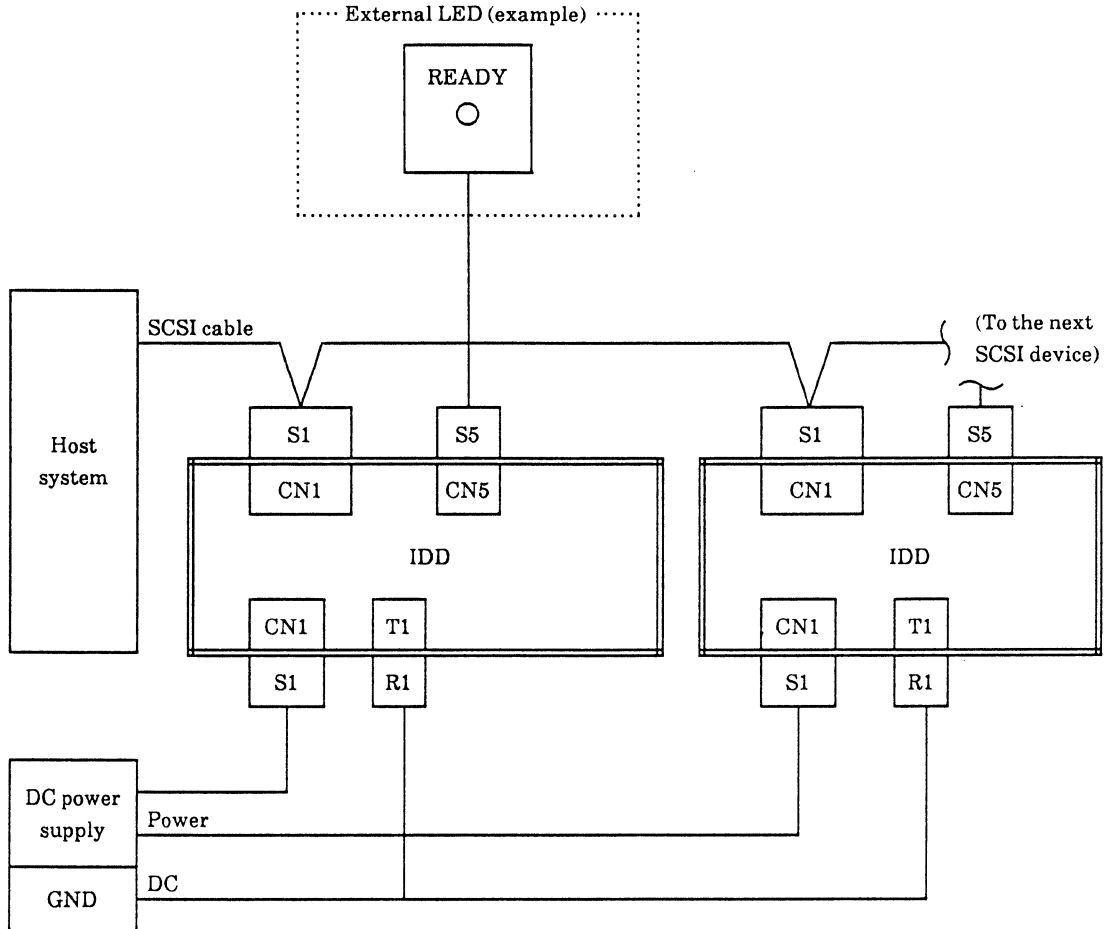 External LED (example)
READY
SCSI cable
(To the next
SCSI device)
Host
system
S1
S5
S1
S5
CN1
CN5
CN1
CN5
IDD
IDD
CN1
T1
CN1
T1
S1
R1
S1
R1
DC power
supply
Power
DC
GND